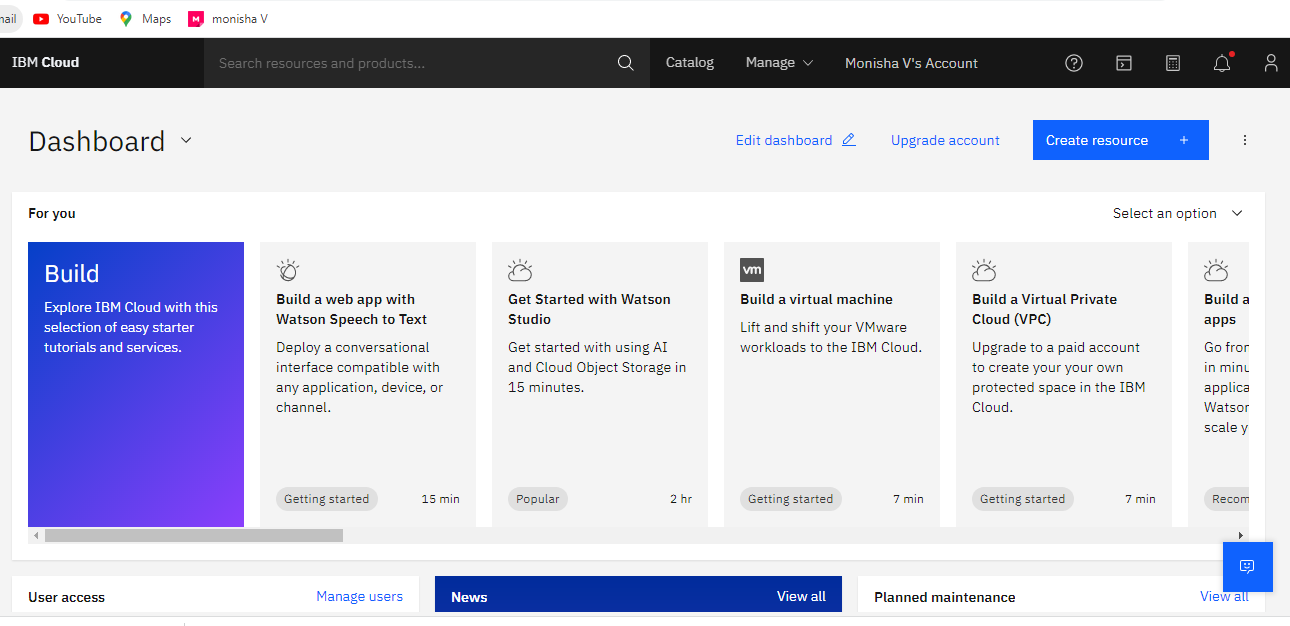 mail YouTube Maps M monisha V
IBM Cloud Search resources and products... Catalog Manage Monisha V's Account
Dashboard Edit dashboard Upgrade account Create resource +
For you Select an option
Build
Explore IBM Cloud with this
selection of easy starter
tutorials and services.
Build a web app with
Watson Speech to Text
Deploy a conversational
interface compatible with
any application, device, or
channel.
Getting started 15 min
Get Started with Watson
Studio
Get started with using AI
and Cloud Object Storage in
15 minutes.
Popular 2 hr
vm
Build a virtual machine
Lift and shift your VMware
workloads to the IBM Cloud.
Getting started 7 min
Build a Virtual Private
Cloud (VPC)
Upgrade to a paid account
to create your your own
protected space in the IBM
Cloud.
Getting started 7 min
Build a
apps
Go from
in minu
applica
Watson
scale y
Recom
User access Manage users
News View all
Planned maintenance View all